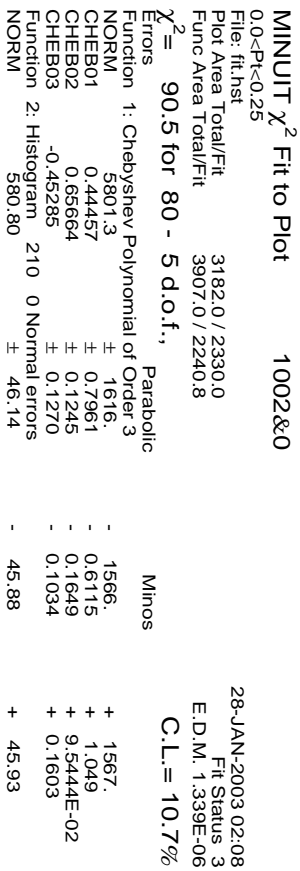 MINUIT χ² Fit to Plot 1002&0
0.0<Pt<0.25
File: fit.hst 28-JAN-2003 02:08
Plot Area Total/Fit 3182.0 / 2330.0 Fit Status 3
Func Area Total/Fit 3907.0 / 2240.8 E.D.M. 1.339E-06
χ²= 90.5 for 80 - 5 d.o.f., C.L.= 10.7%
Errors Parabolic Minos
Function 1: Chebyshev Polynomial of Order 3
NORM 5801.3 ± 1616. - 1566. + 1567.
CHEB01 0.44457 ± 0.7961 - 0.6115 + 1.049
CHEB02 0.65664 ± 0.1245 - 0.1649 + 9.5444E-02
CHEB03 -0.45285 ± 0.1270 - 0.1034 + 0.1603
Function 2: Histogram 210 0 Normal errors
NORM 580.80 ± 46.14 - 45.88 + 45.93